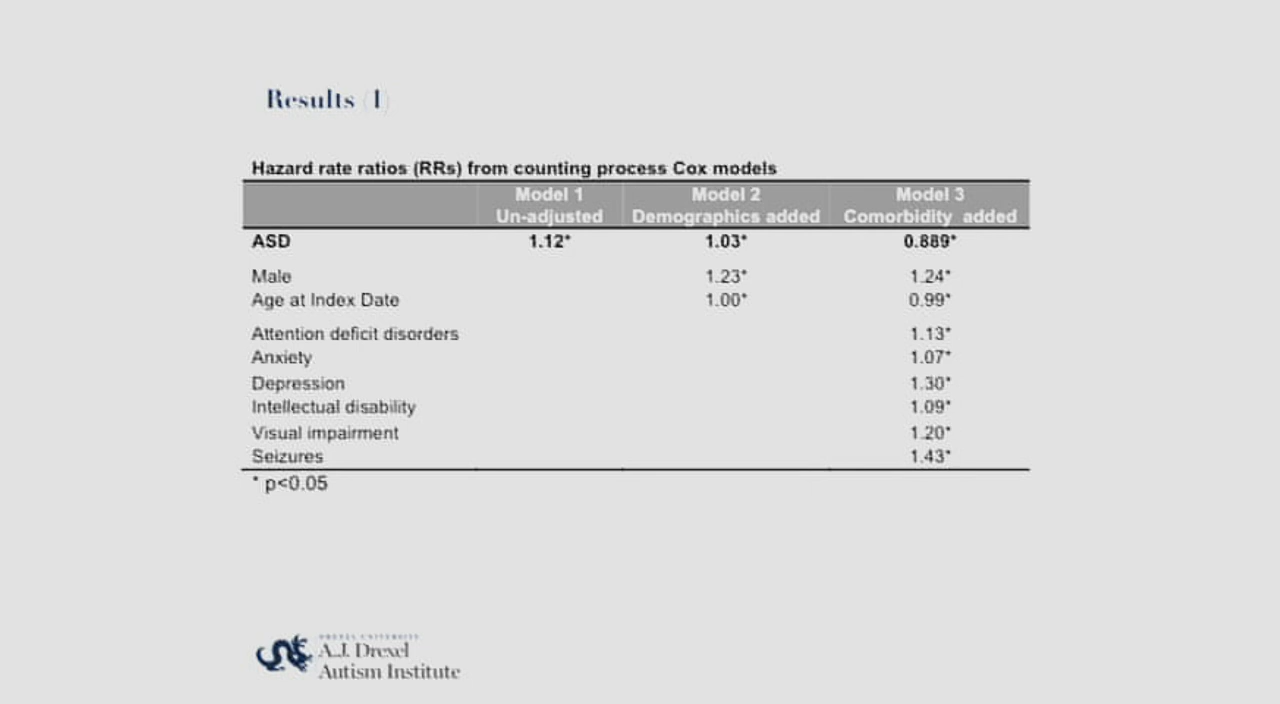 Results (1)
Hazard rate ratios (RRs) from counting process Cox models
Model 1 Model 2 Model 3
Un-adjusted Demographics added Comorbidity added
ASD 1.12* 1.03* 0.889*
Male 1.23* 1.24*
Age at Index Date 1.00* 0.99*
Attention deficit disorders 1.13*
Anxiety 1.07*
Depression 1.30*
Intellectual disability 1.09*
Visual impairment 1.20*
Seizures 1.43*
* p<0.05
DREXEL UNIVERSITY
A.J. Drexel
Autism Institute